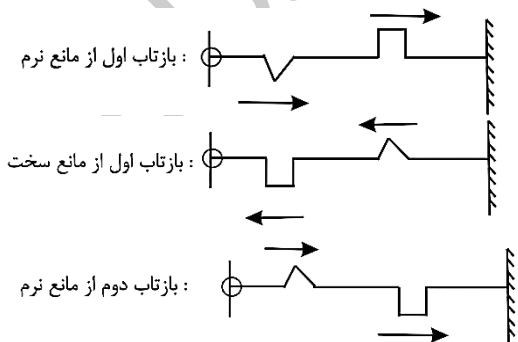 : بازتاب اول از مانع نرم
: بازتاب اول از مانع سخت
: بازتاب دوم از مانع نرم